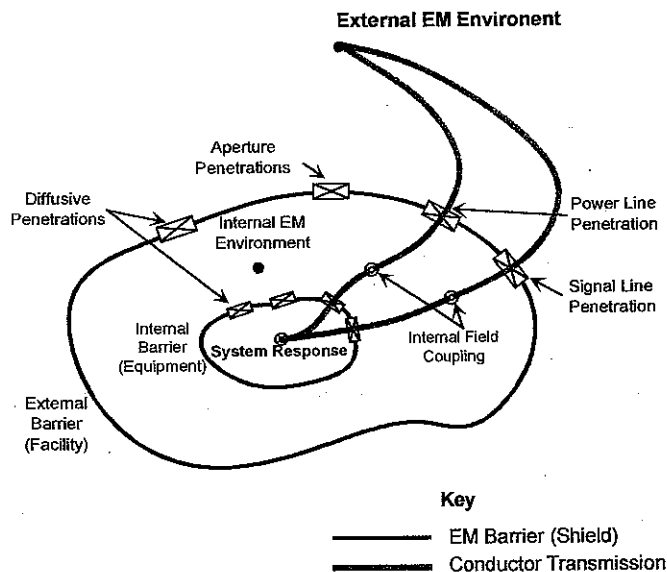 External EM Environent
Aperture
Penetrations
Diffusive
Penetrations
Internal EM
Environment
Power Line
Penetration
Signal Line
Penetration
Internal
Barrier
(Equipment)
System Response
Internal Field
Coupling
External
Barrier
(Facility)
Key
EM Barrier (Shield)
Conductor Transmission